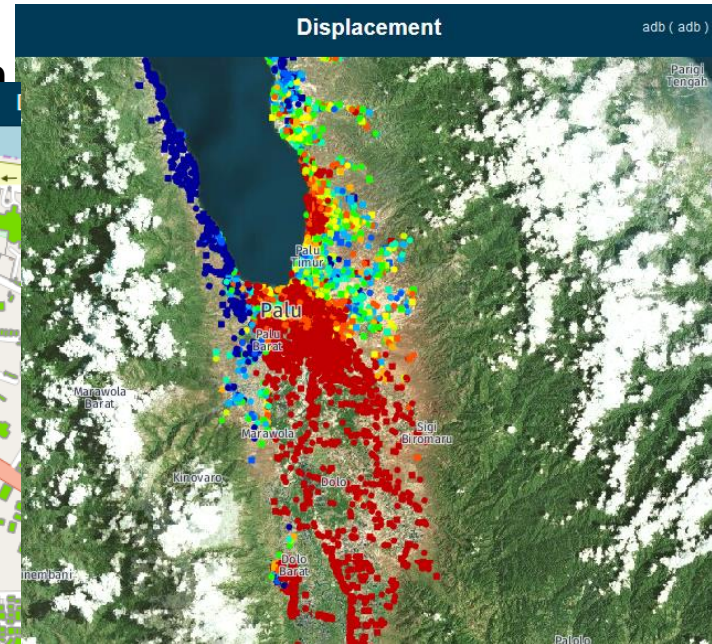 Displacement
adb ( adb )
Parigi
Tengah
Palu
Timur
Palu
Palu
Barat
Marawola
Barat
Marawola
Sigi
Biromaru
Kinovaro
Dolo
Dolo
Barat
Palolo